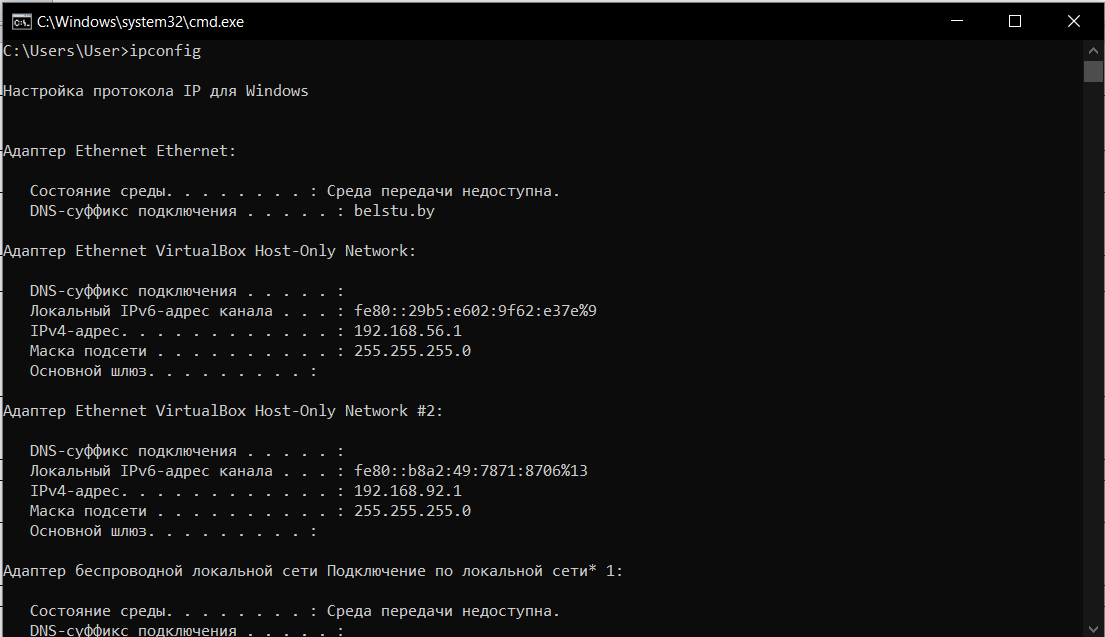 C:\Windows\system32\cmd.exe
C:\Users\User>ipconfig
Настройка протокола IP для Windows
Адаптер Ethernet Ethernet:
Состояние среды. . . . . . . . : Среда передачи недоступна.
DNS-суффикс подключения . . . . . : belstu.by
Адаптер Ethernet VirtualBox Host-Only Network:
DNS-суффикс подключения . . . . . :
Локальный IPv6-адрес канала . . . : fe80::29b5:e602:9f62:e37e%9
IPv4-адрес. . . . . . . . . . . . : 192.168.56.1
Маска подсети . . . . . . . . . . : 255.255.255.0
Основной шлюз. . . . . . . . . :
Адаптер Ethernet VirtualBox Host-Only Network #2:
DNS-суффикс подключения . . . . . :
Локальный IPv6-адрес канала . . . : fe80::b8a2:49:7871:8706%13
IPv4-адрес. . . . . . . . . . . . : 192.168.92.1
Маска подсети . . . . . . . . . . : 255.255.255.0
Основной шлюз. . . . . . . . . :
Адаптер беспроводной локальной сети Подключение по локальной сети* 1:
Состояние среды. . . . . . . . : Среда передачи недоступна.
DNS-суффикс подключения . . . . . :